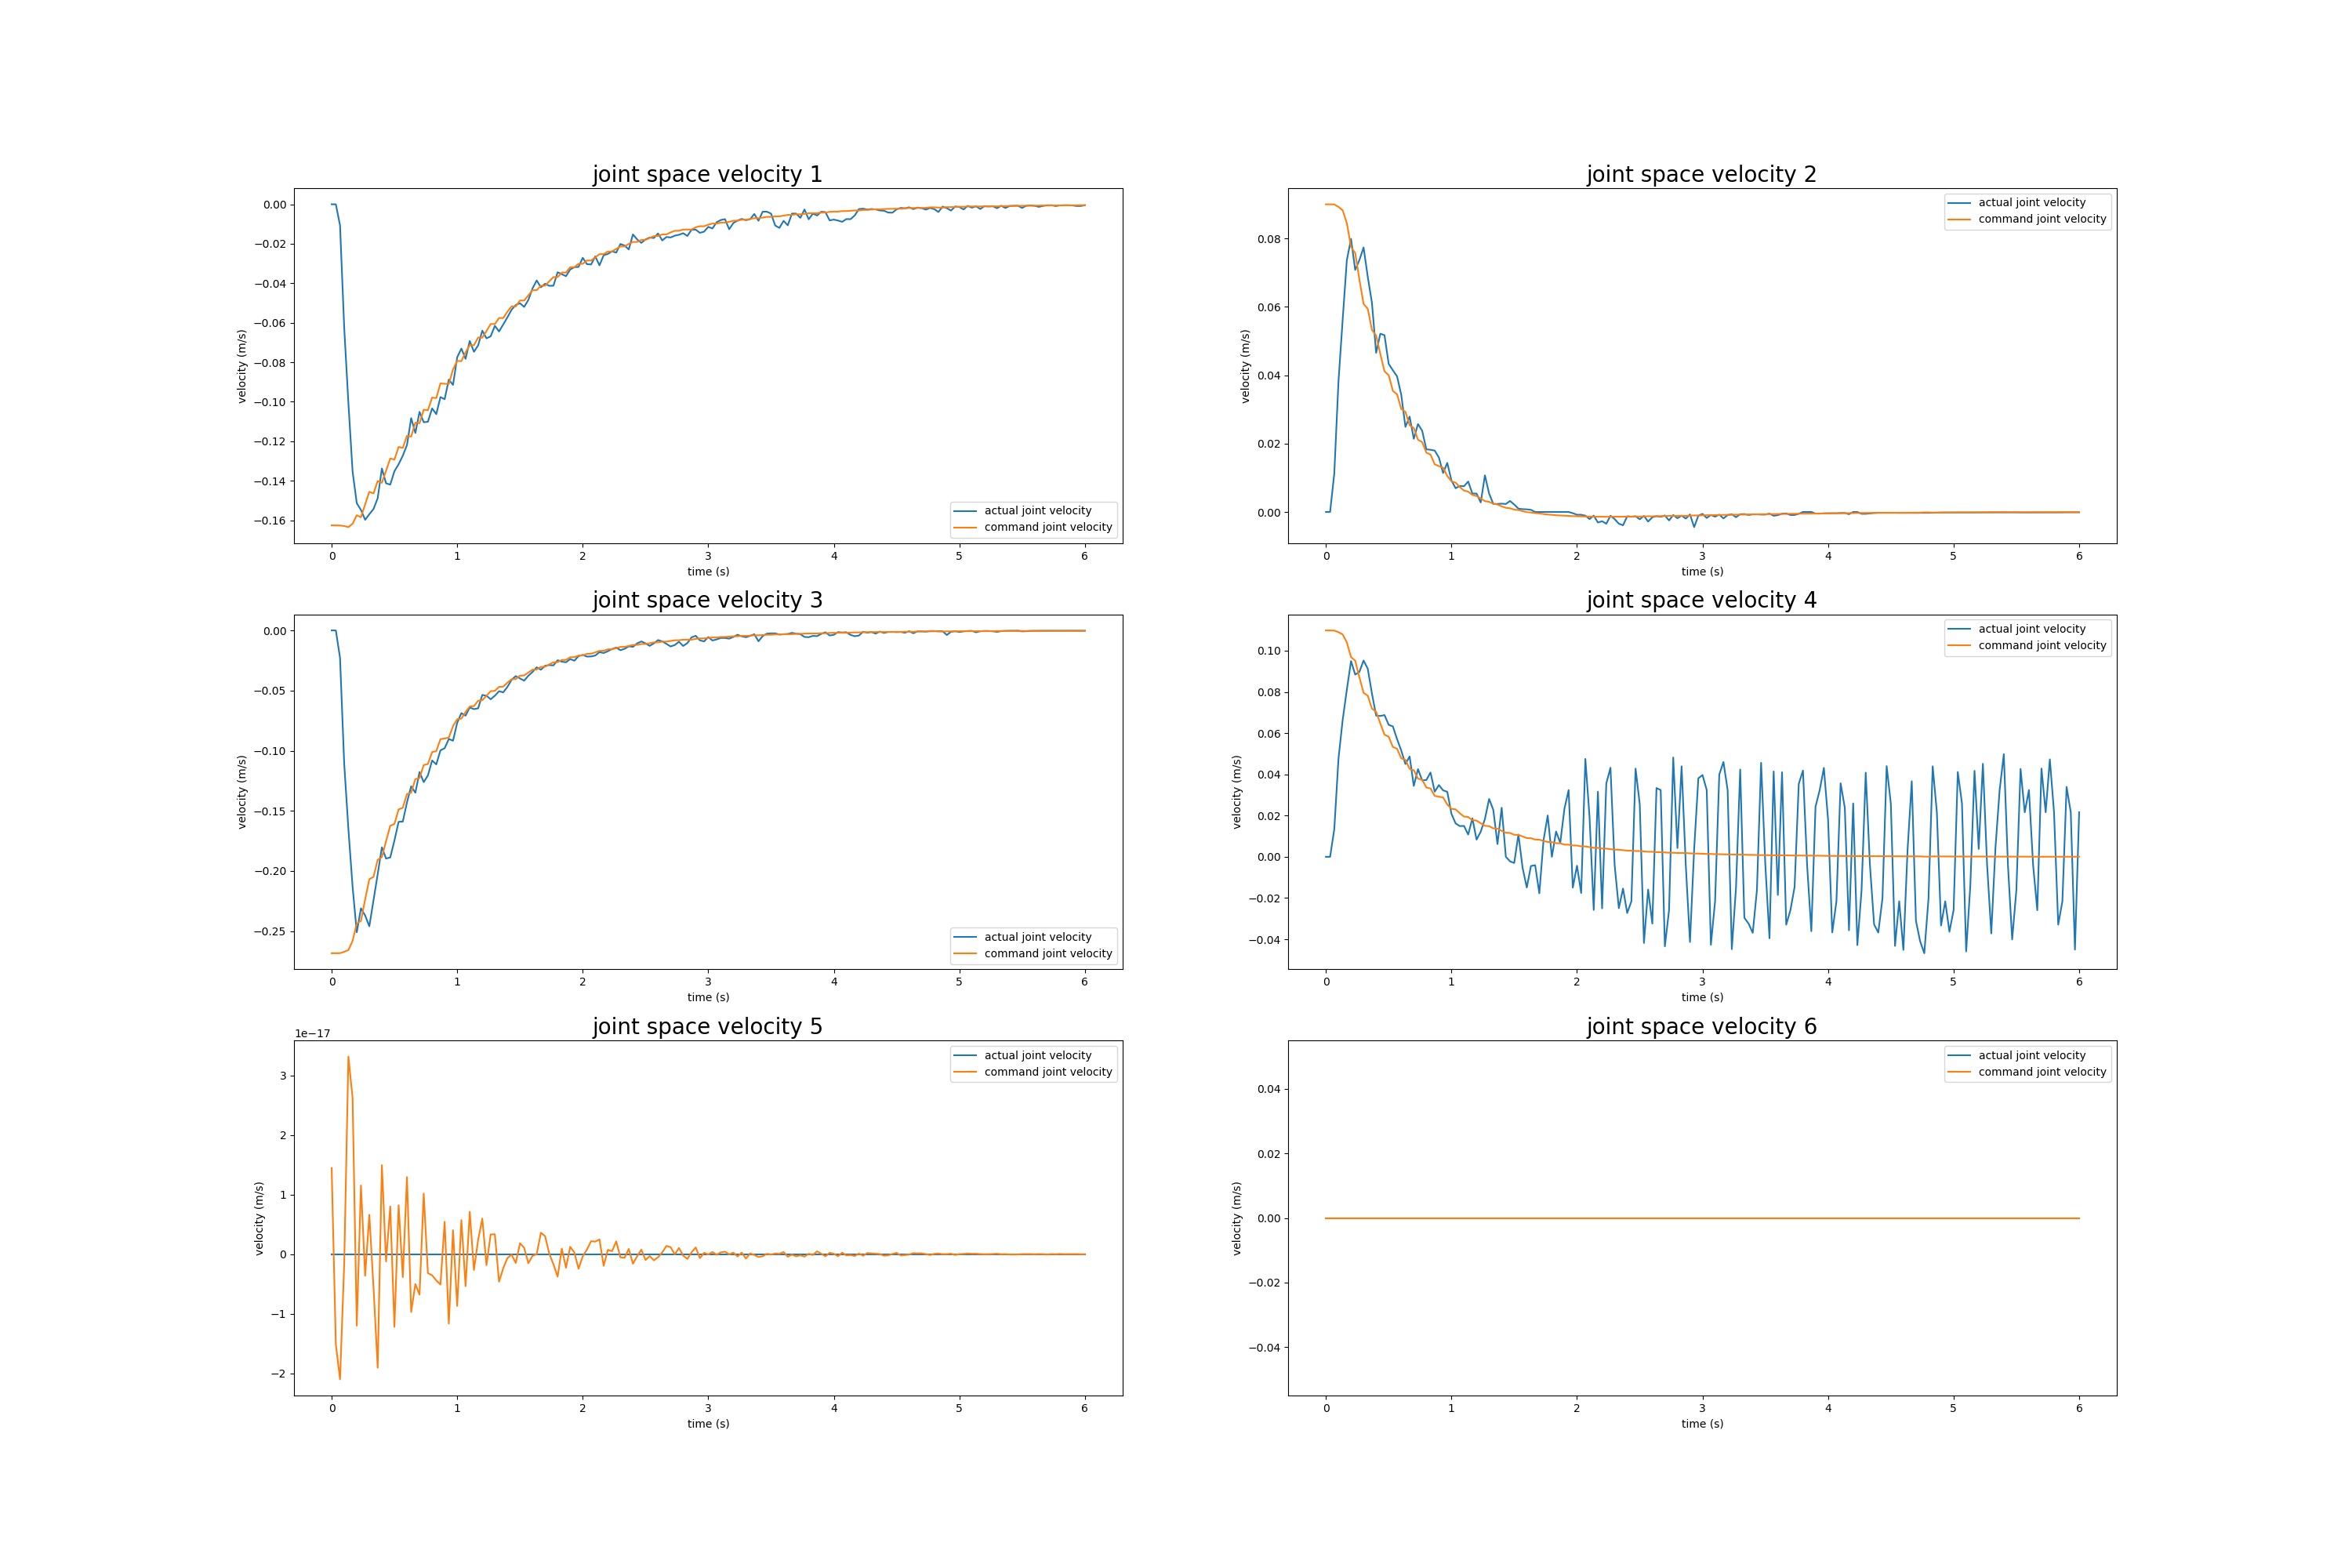 joint space velocity 1
0.00
−0.02
−0.04
−0.06
−0.08
−0.10
−0.12
−0.14
−0.16
velocity (m/s)
actual joint velocity
command joint velocity
0 1 2 3 4 5 6
time (s)
joint space velocity 2
0.08
0.06
0.04
0.02
0.00
velocity (m/s)
actual joint velocity
command joint velocity
0 1 2 3 4 5 6
time (s)
joint space velocity 3
0.00
−0.05
−0.10
−0.15
−0.20
−0.25
velocity (m/s)
actual joint velocity
command joint velocity
0 1 2 3 4 5 6
time (s)
joint space velocity 4
0.10
0.08
0.06
0.04
0.02
0.00
−0.02
−0.04
velocity (m/s)
actual joint velocity
command joint velocity
0 1 2 3 4 5 6
time (s)
joint space velocity 5
1e−17
3
2
1
0
−1
−2
velocity (m/s)
actual joint velocity
command joint velocity
0 1 2 3 4 5 6
time (s)
joint space velocity 6
0.04
0.02
0.00
−0.02
−0.04
velocity (m/s)
actual joint velocity
command joint velocity
0 1 2 3 4 5 6
time (s)